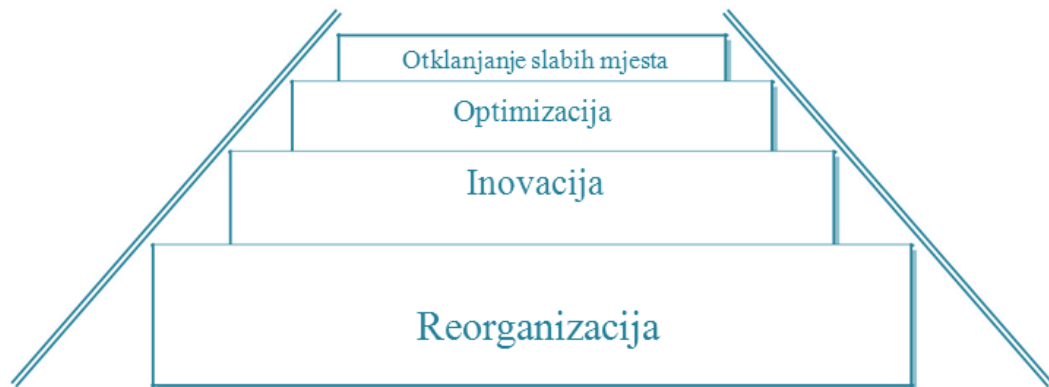 Otklanjanje slabih mjesta
Optimizacija
Inovacija
Reorganizacija